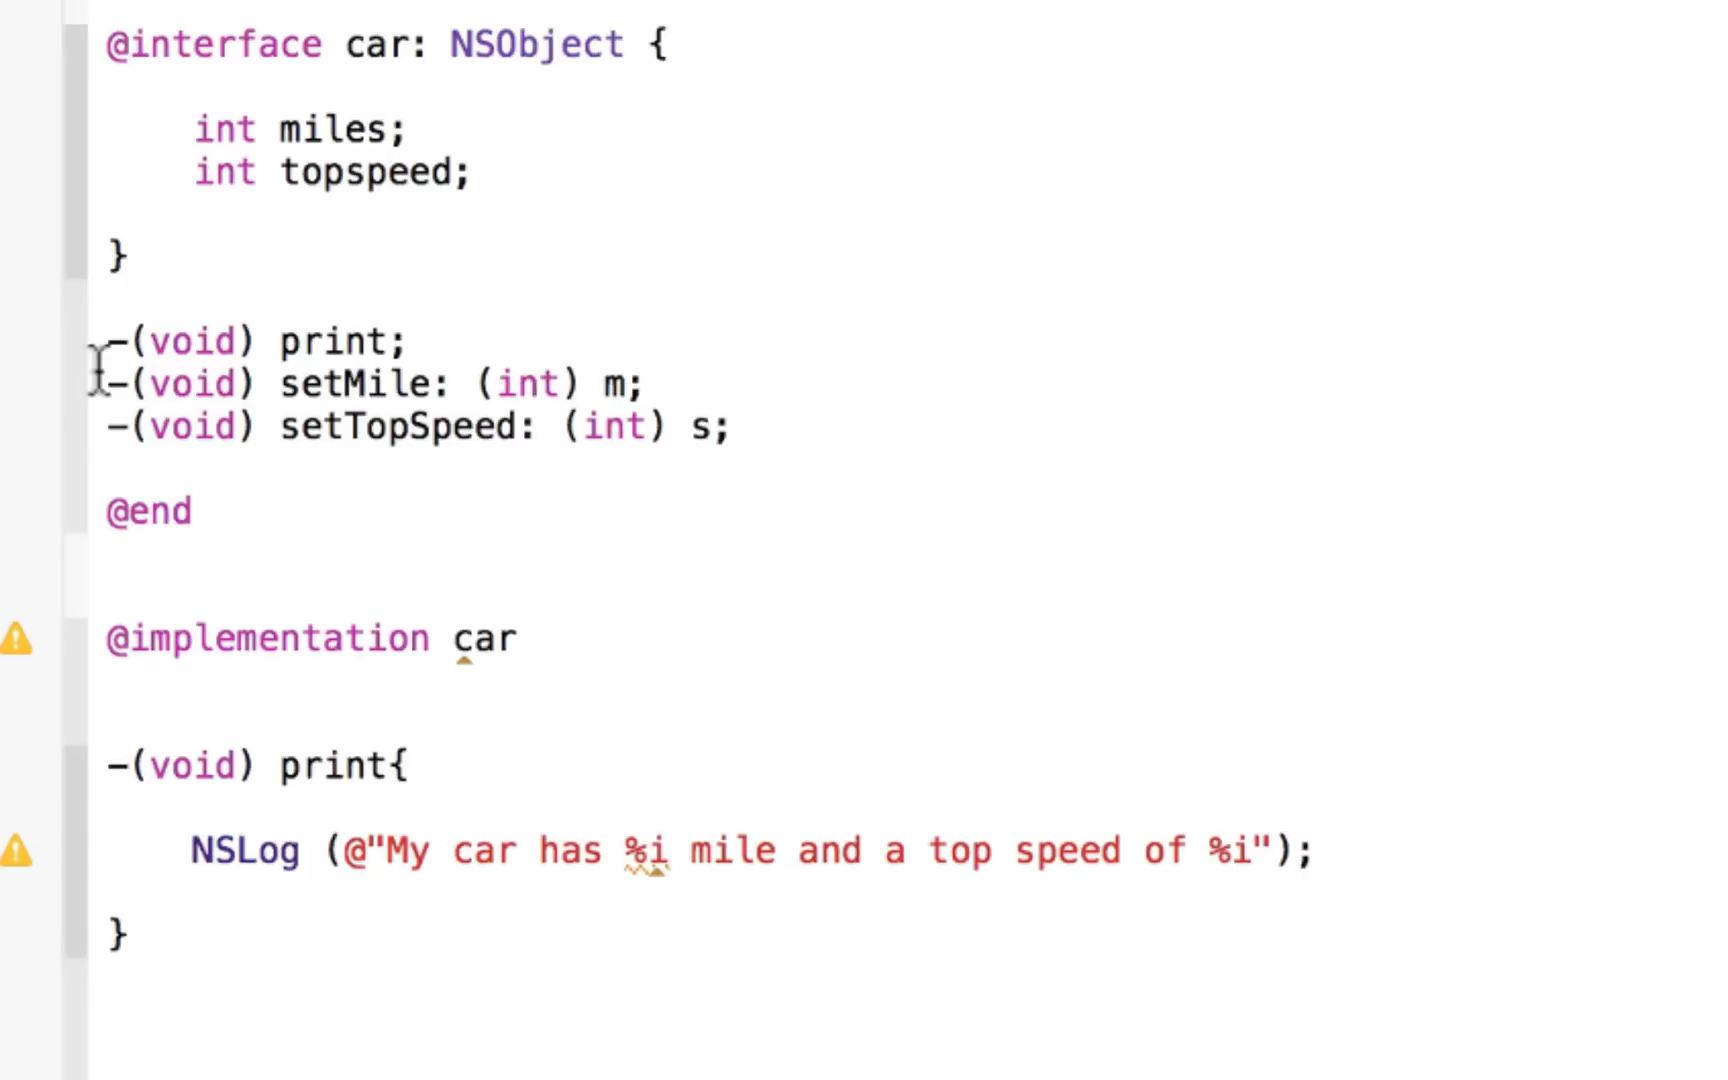 @interface car: NSObject {
int miles;
int topspeed;
}
-(void) print;
-(void) setMile: (int) m;
-(void) setTopSpeed: (int) s;
@end
@implementation car
-(void) print{
NSLog (@"My car has %i mile and a top speed of %i");
}